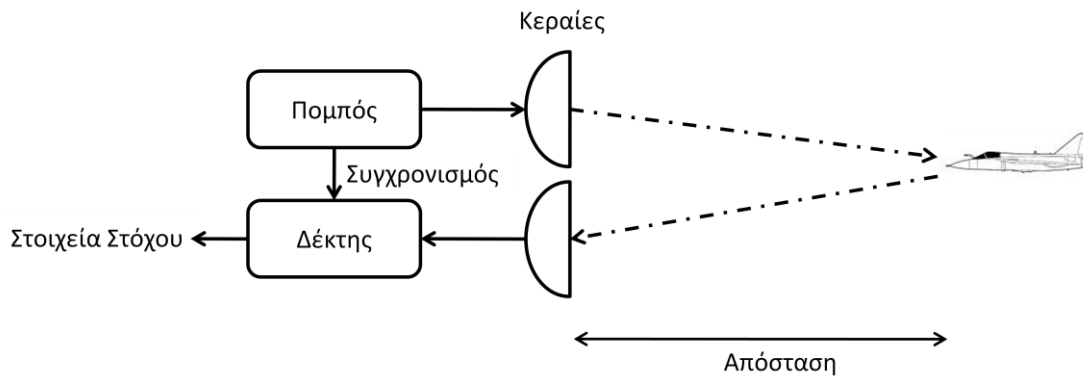 Κεραίες
Πομπός
Συγχρονισμός
Στοιχεία Στόχου
Δέκτης
Απόσταση